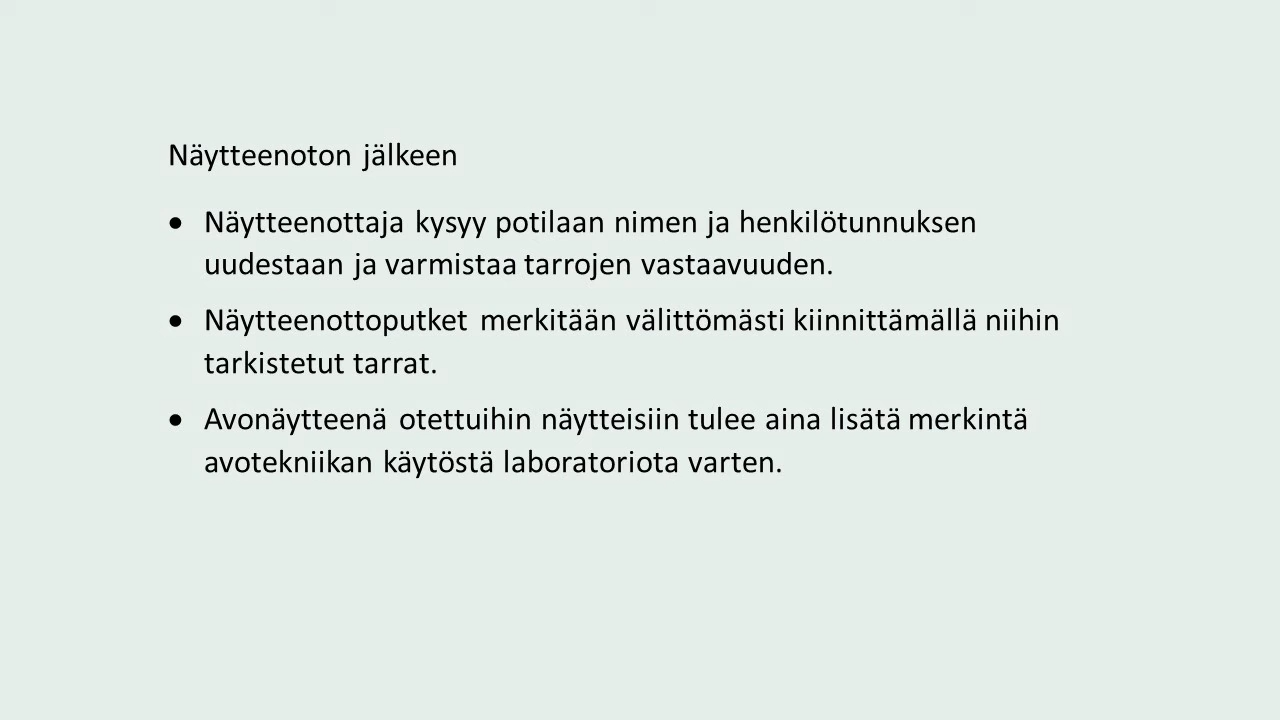 Näytteenoton jälkeen
• Näytteenottaja kysyy potilaan nimen ja henkilötunnuksen
uudestaan ja varmistaa tarrojen vastaavuuden.
• Näytteenottoputket merkitään välittömästi kiinnittämällä niihin
tarkistetut tarrat.
• Avonäytteenä otettuihin näytteisiin tulee aina lisätä merkintä
avotekniikan käytöstä laboratoriota varten.